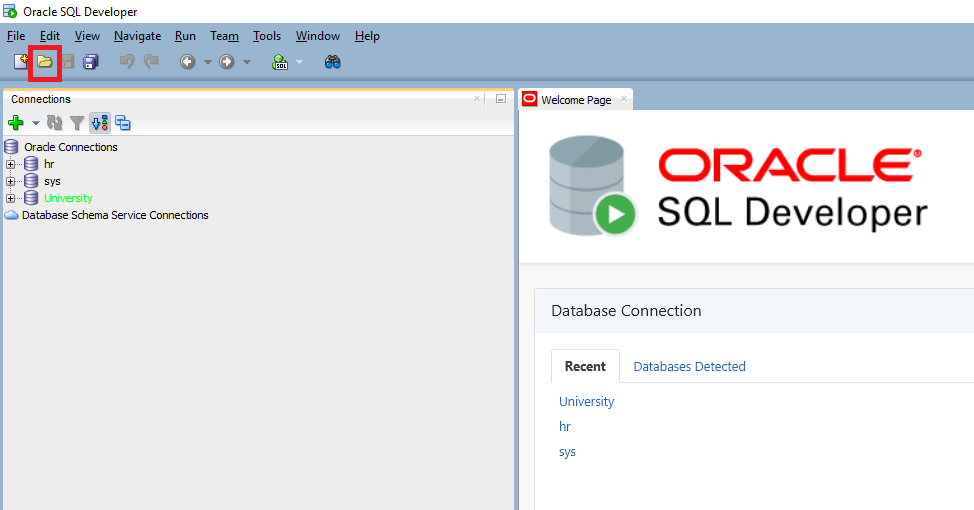 Oracle SQL Developer
File Edit View Navigate Run Team Tools Window Help
SQL
Connections
Welcome Page
Oracle Connections
hr
sys
University
Database Schema Service Connections
ORACLE®
SQL Developer
Database Connection
Recent Databases Detected
University
hr
sys